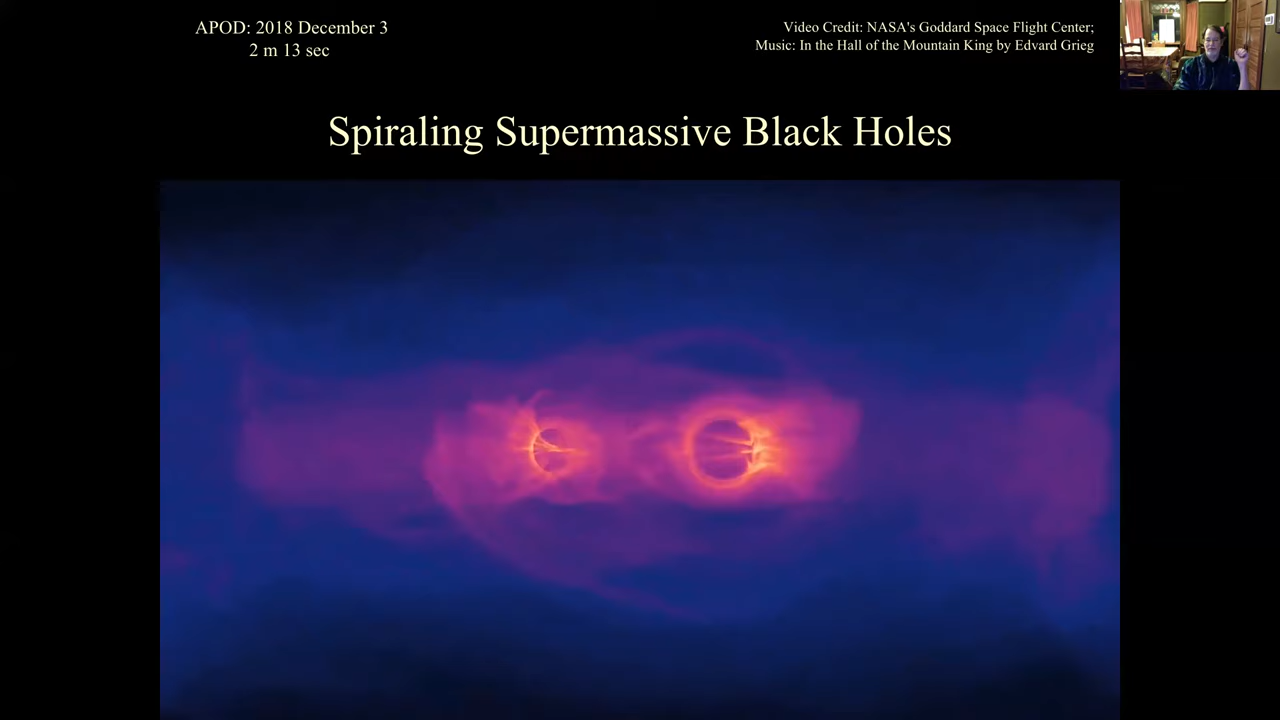 APOD: 2018 December 3
2 m 13 sec
Video Credit: NASA's Goddard Space Flight Center;
Music: In the Hall of the Mountain King by Edvard Grieg
Spiraling Supermassive Black Holes